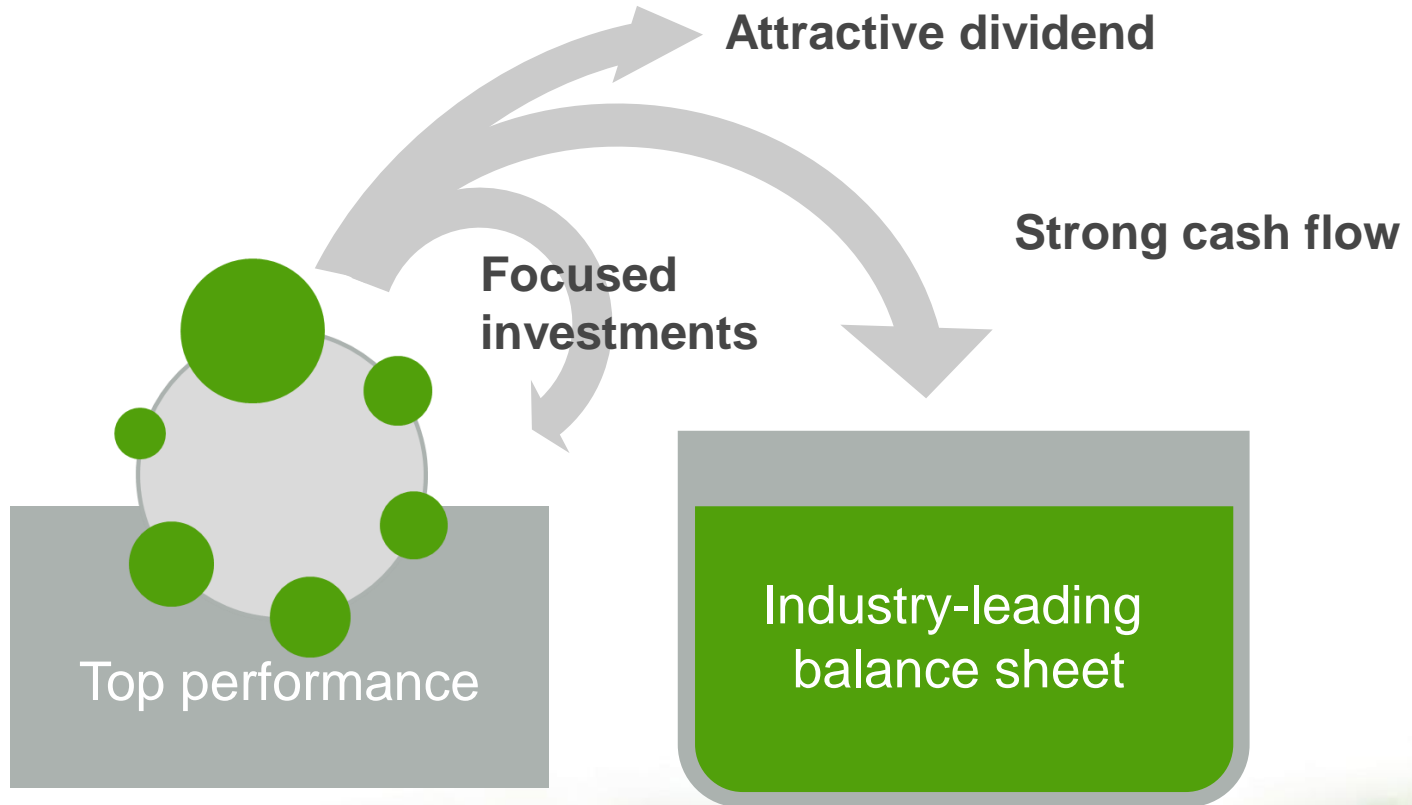 Attractive dividend
Strong cash flow
Focused
investments
Top performance
Industry-leading
balance sheet